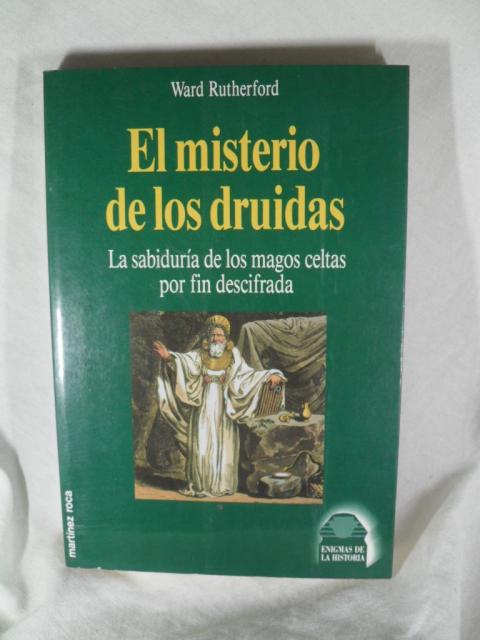 Ward Rutherford
El misterio
de los druidas
La sabiduría de los magos celtas
por fin descifrada
martínez roca
ENIGMAS DE
LA HISTORIA